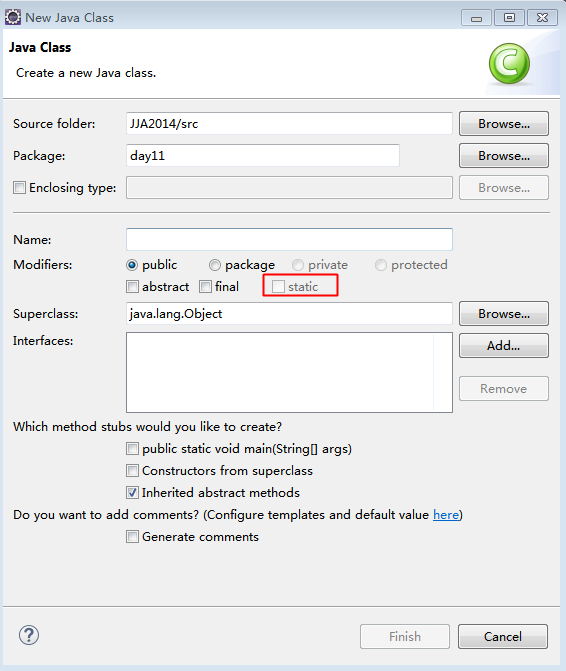 New Java Class
Java Class
Create a new Java class.
C
Source folder: JJA2014/src Browse...
Package: day11 Browse...
Enclosing type: Browse...
Name:
Modifiers: public package private protected
abstract final static
Superclass: java.lang.Object Browse...
Interfaces: Add...
Remove
Which method stubs would you like to create?
public static void main(String[] args)
Constructors from superclass
Inherited abstract methods
Do you want to add comments? (Configure templates and default value here)
Generate comments
? Finish Cancel